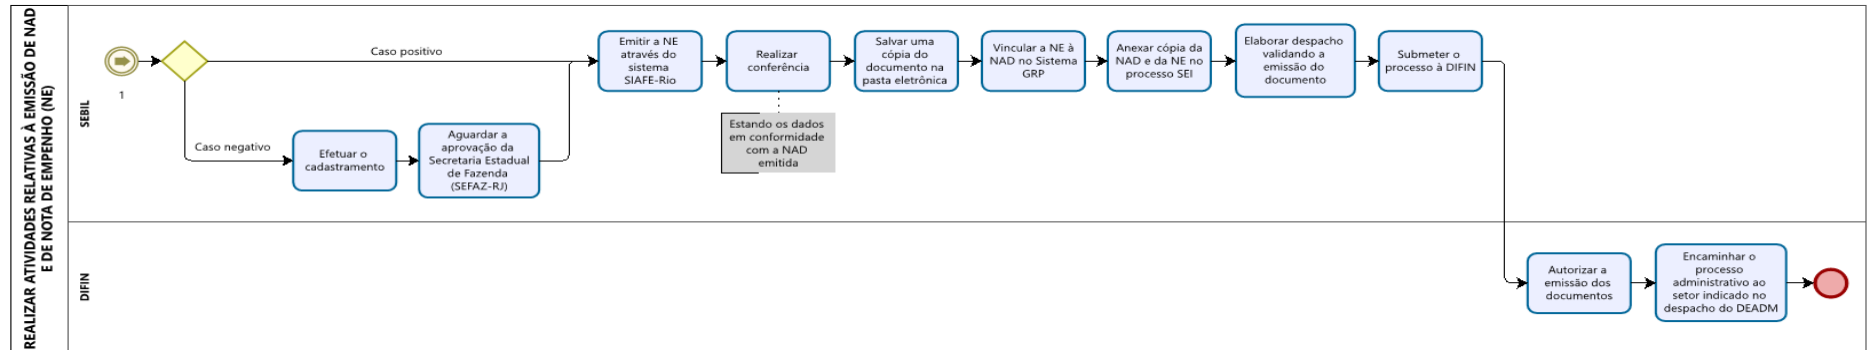 REALIZAR ATIVIDADES RELATIVAS À EMISSÃO DE NAD
E DE NOTA DE EMPENHO (NE)
SEBIL
1
Caso positivo
Caso negativo
Efetuar o
cadastramento
Aguardar a
aprovação da
Secretaria Estadual
de Fazenda
(SEFAZ-RJ)
Emitir a NE
através do
sistema
SIAFE-Rio
Realizar
conferência
Estando os dados
em conformidade
com a NAD
emitida
Salvar uma
cópia do
documento na
pasta eletrônica
Vincular a NE à
NAD no Sistema
GRP
Anexar cópia da
NAD e da NE no
processo SEI
Elaborar despacho
validando a
emissão do
documento
Submeter o
processo à DIFIN
DIFIN
Autorizar a
emissão dos
documentos
Encaminhar o
processo
administrativo ao
setor indicado no
despacho do DEADM